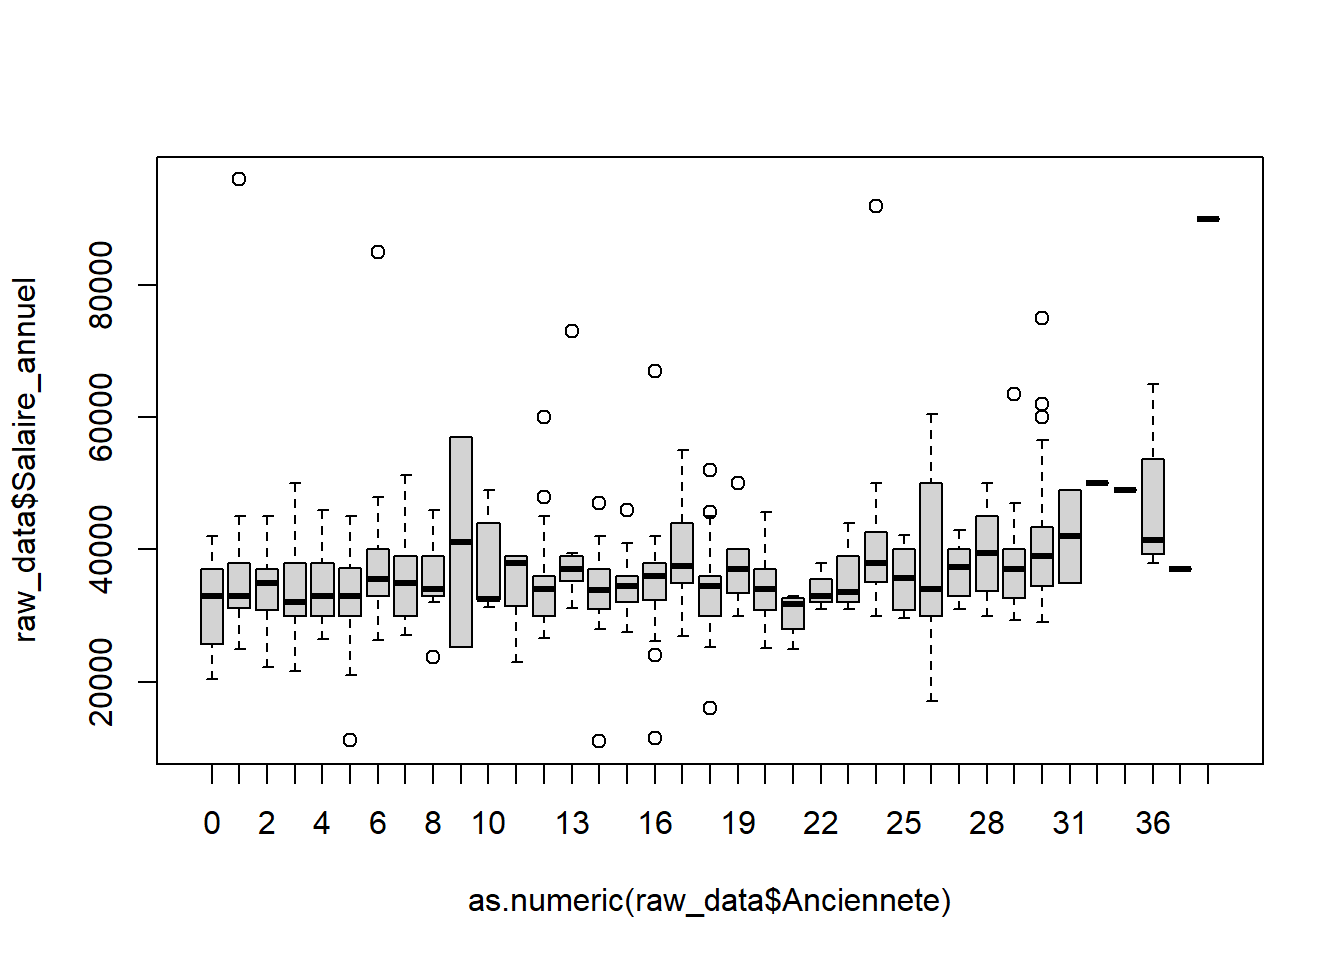 raw_data$Salaire_annuel
80000
60000
40000
20000
0 2 4 6 8 10 13 16 19 22 25 28 31 36
as.numeric(raw_data$Anciennete)